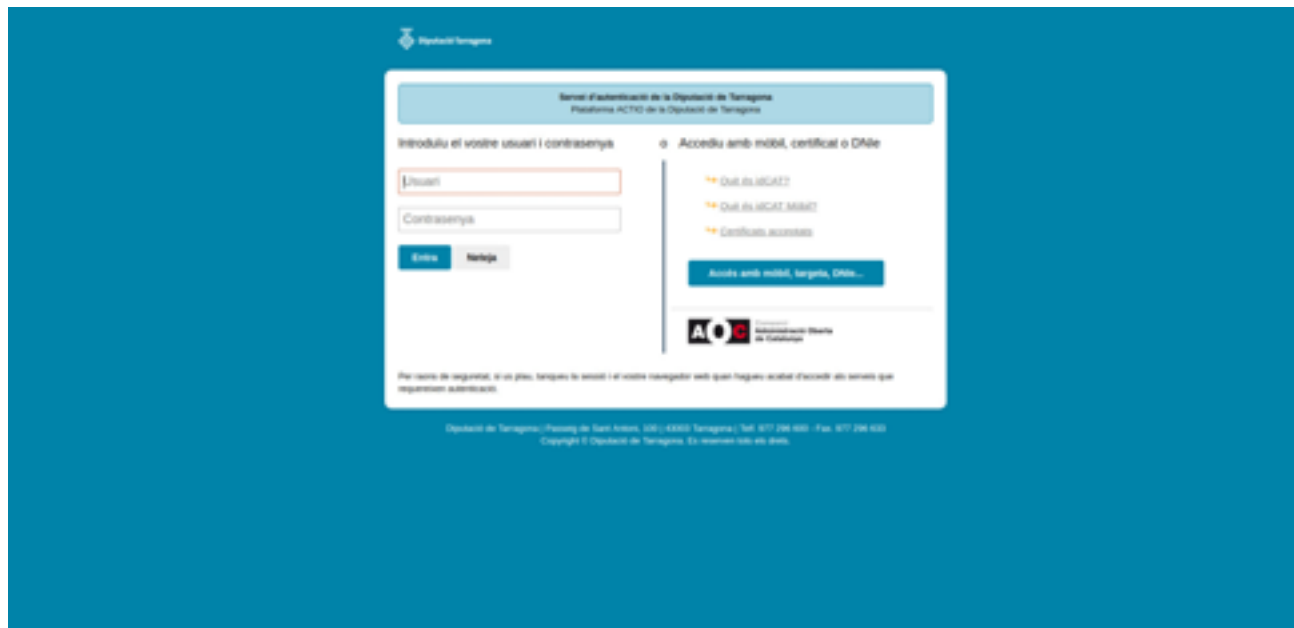 Diputació Tarragona
Servei d'autenticació de la Diputació de Tarragona
Plataforma ACTIO de la Diputació de Tarragona
Introduïu el vostre usuari i contrasenya
o Accediu amb mòbil, certificat o DNIe
Usuari
Contrasenya
Entra Neteja
Què és idCAT?
Què és idCAT Mòbil?
Certificats acceptats
Accés amb mòbil, targeta, DNIe...
AOC
Consorci
Administració Oberta
de Catalunya
Per raons de seguretat, si us plau, tanqueu la sessió i el vostre navegador web quan hagueu acabat d'accedir als serveis que
requereixen autenticació.
Diputació de Tarragona | Passeig de Sant Antoni, 100 | 43003 Tarragona | Telf. 977 296 600 - Fax. 977 296 633
Copyright © Diputació de Tarragona. Es reserven tots els drets.